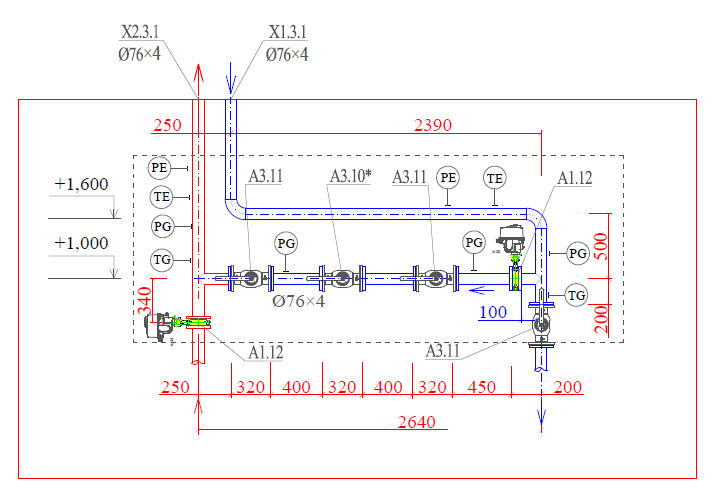 X2.3.1 X1.3.1
Ø76×4 Ø76×4
250 2390
PE A3.11 A3.10* A3.11 PE TE A1.12
+1,600 TE
PG
+1,000 PG PG 500 PG
TG
340 Ø76×4 TG
100 200
A1.12 A3.11
250 320 400 320 400 320 450 200
2640